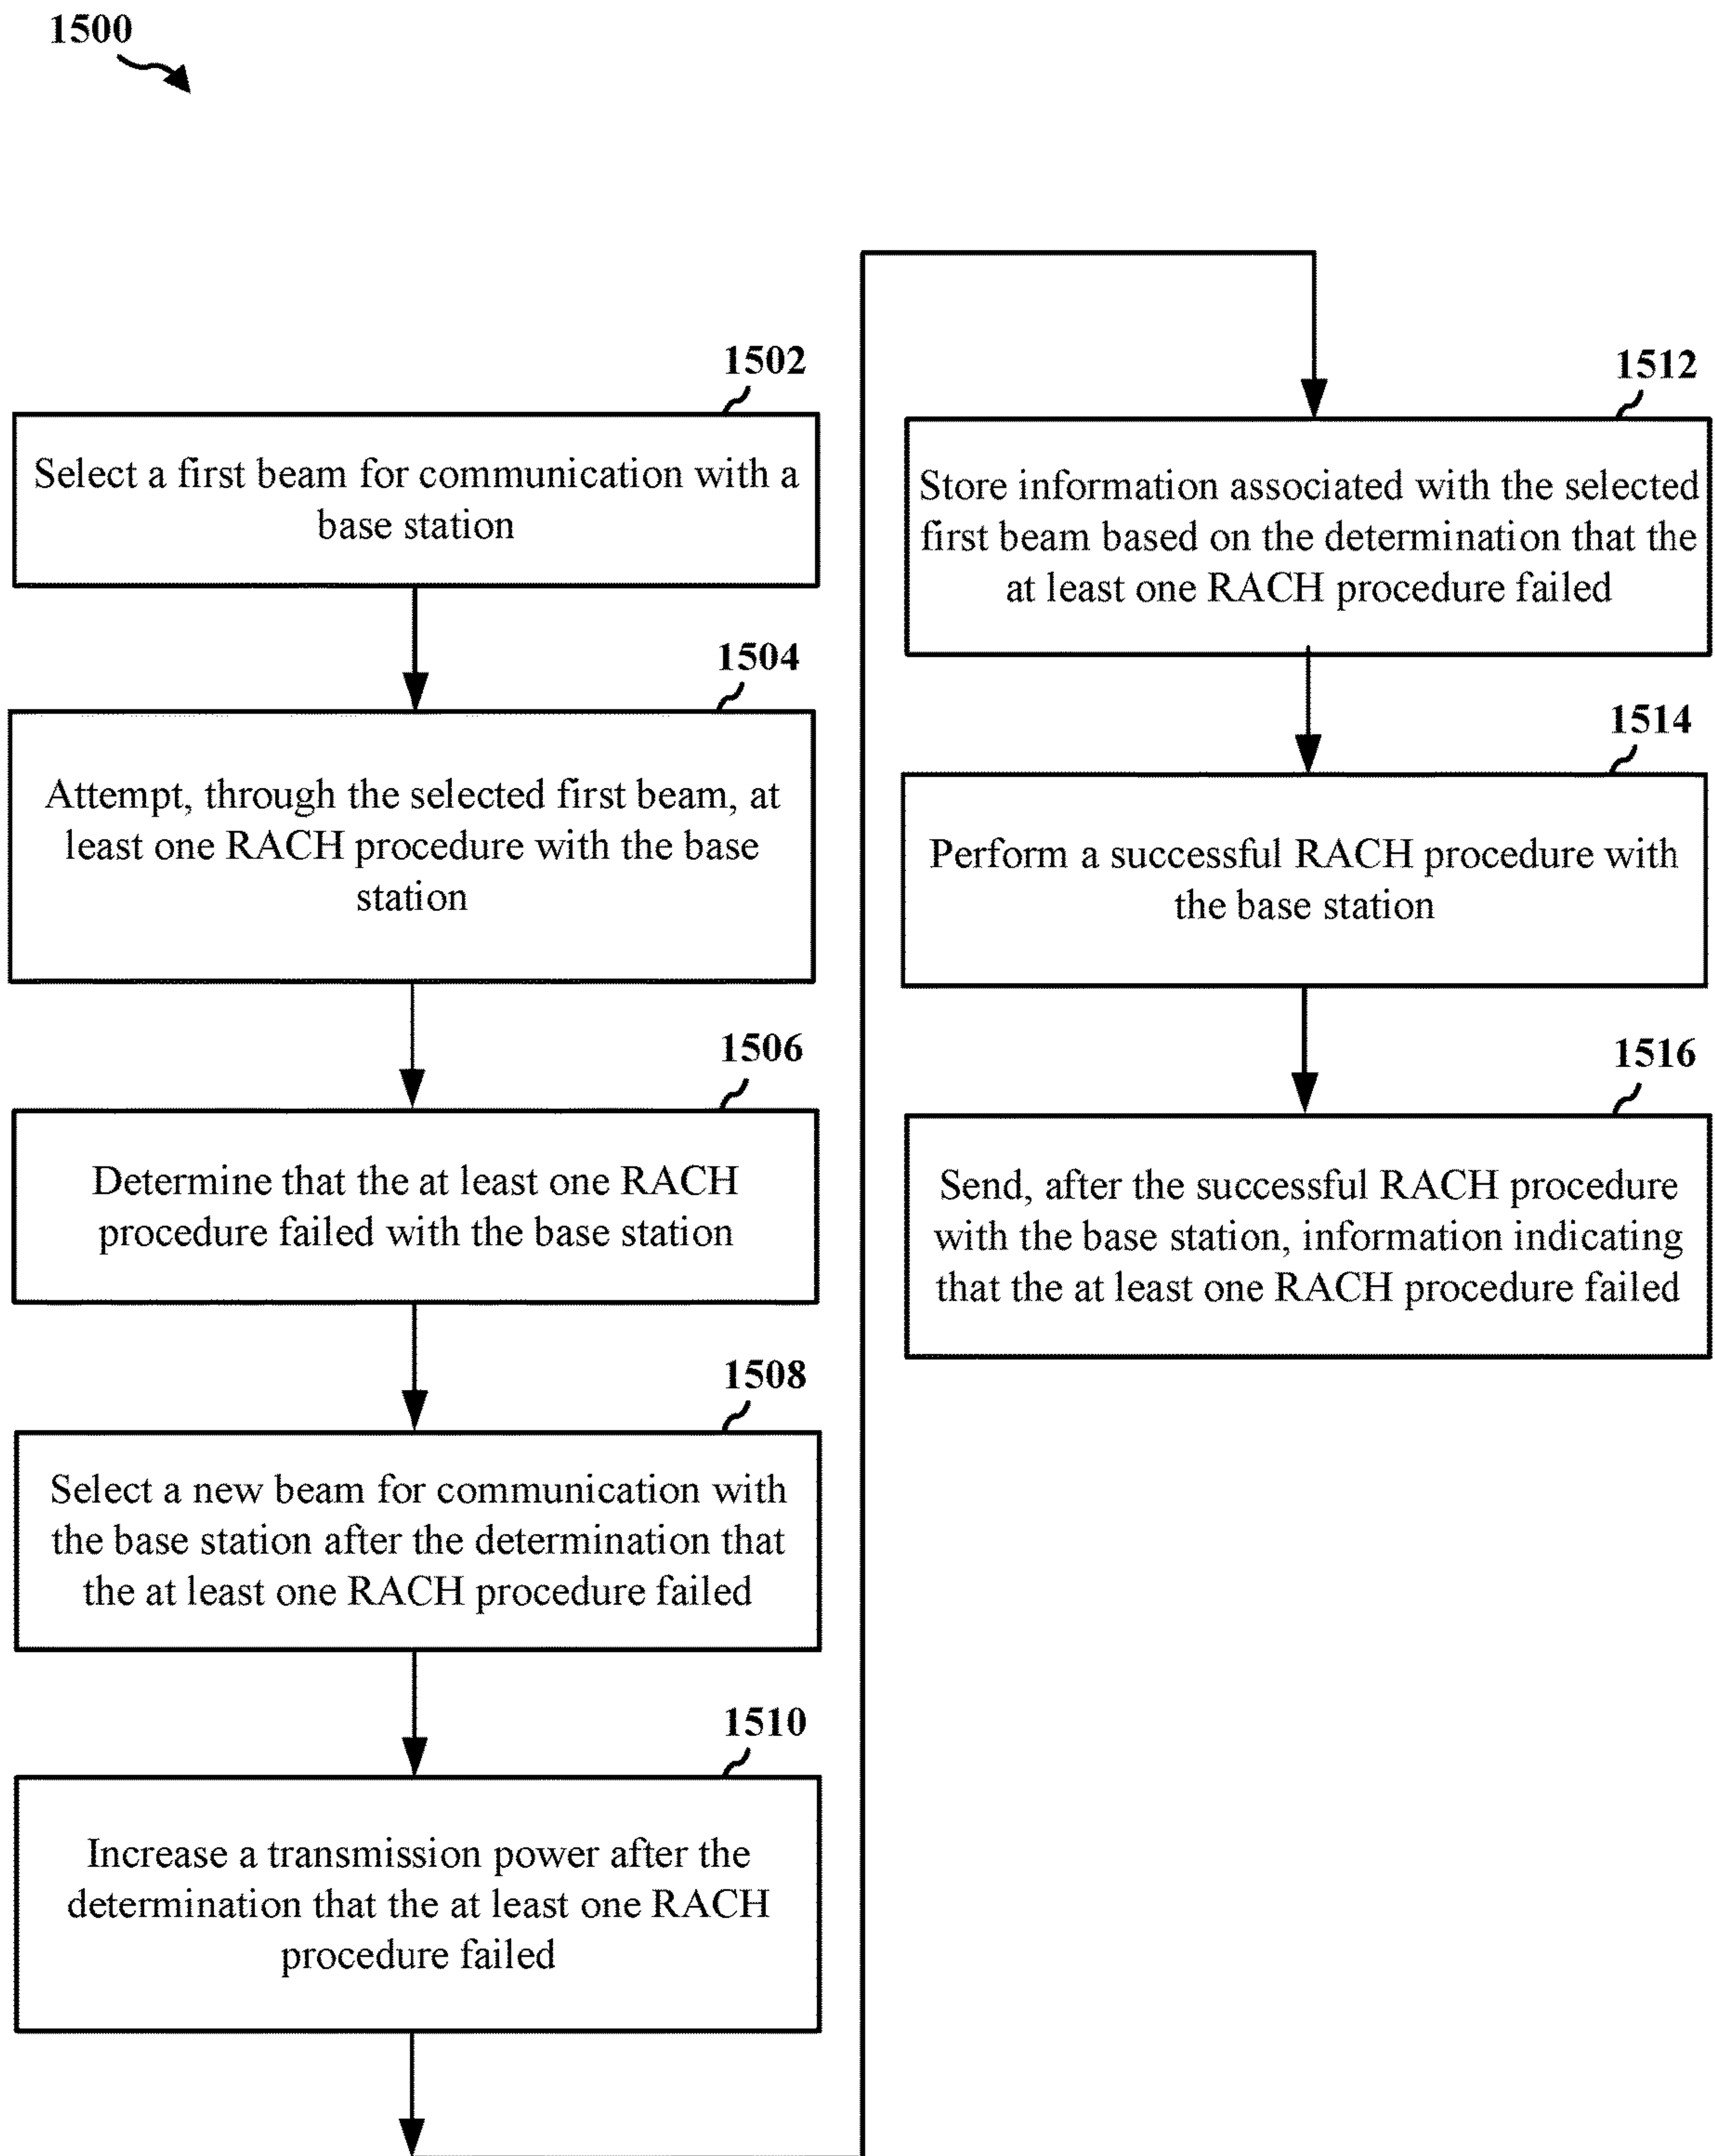 1500
1502
Select a first beam for communication with a
base station
1504
Attempt, through the selected first beam, at
least one RACH procedure with the base
station
1506
Determine that the at least one RACH
procedure failed with the base station
1508
Select a new beam for communication with
the base station after the determination that
the at least one RACH procedure failed
1510
Increase a transmission power after the
determination that the at least one RACH
procedure failed
1512
Store information associated with the selected
first beam based on the determination that the
at least one RACH procedure failed
1514
Perform a successful RACH procedure with
the base station
1516
Send, after the successful RACH procedure
with the base station, information indicating
that the at least one RACH procedure failed